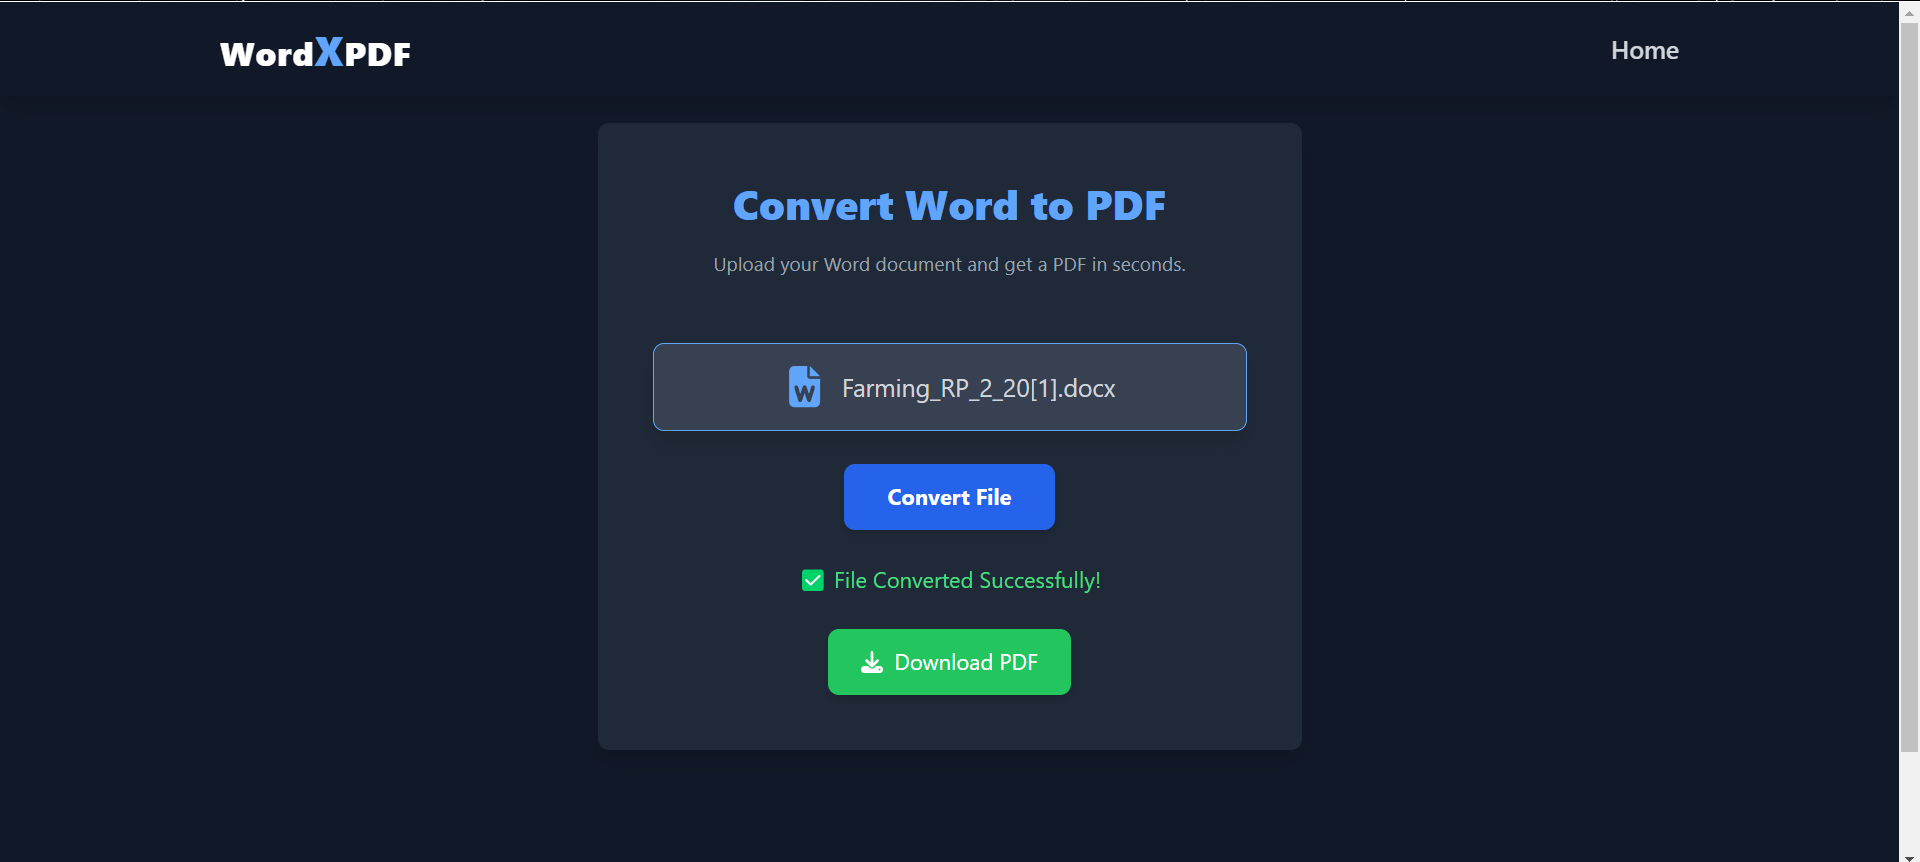 WordXPDF
Home
Convert Word to PDF
Upload your Word document and get a PDF in seconds.
Farming_RP_2_20[1].docx
Convert File
✅ File Converted Successfully!
Download PDF